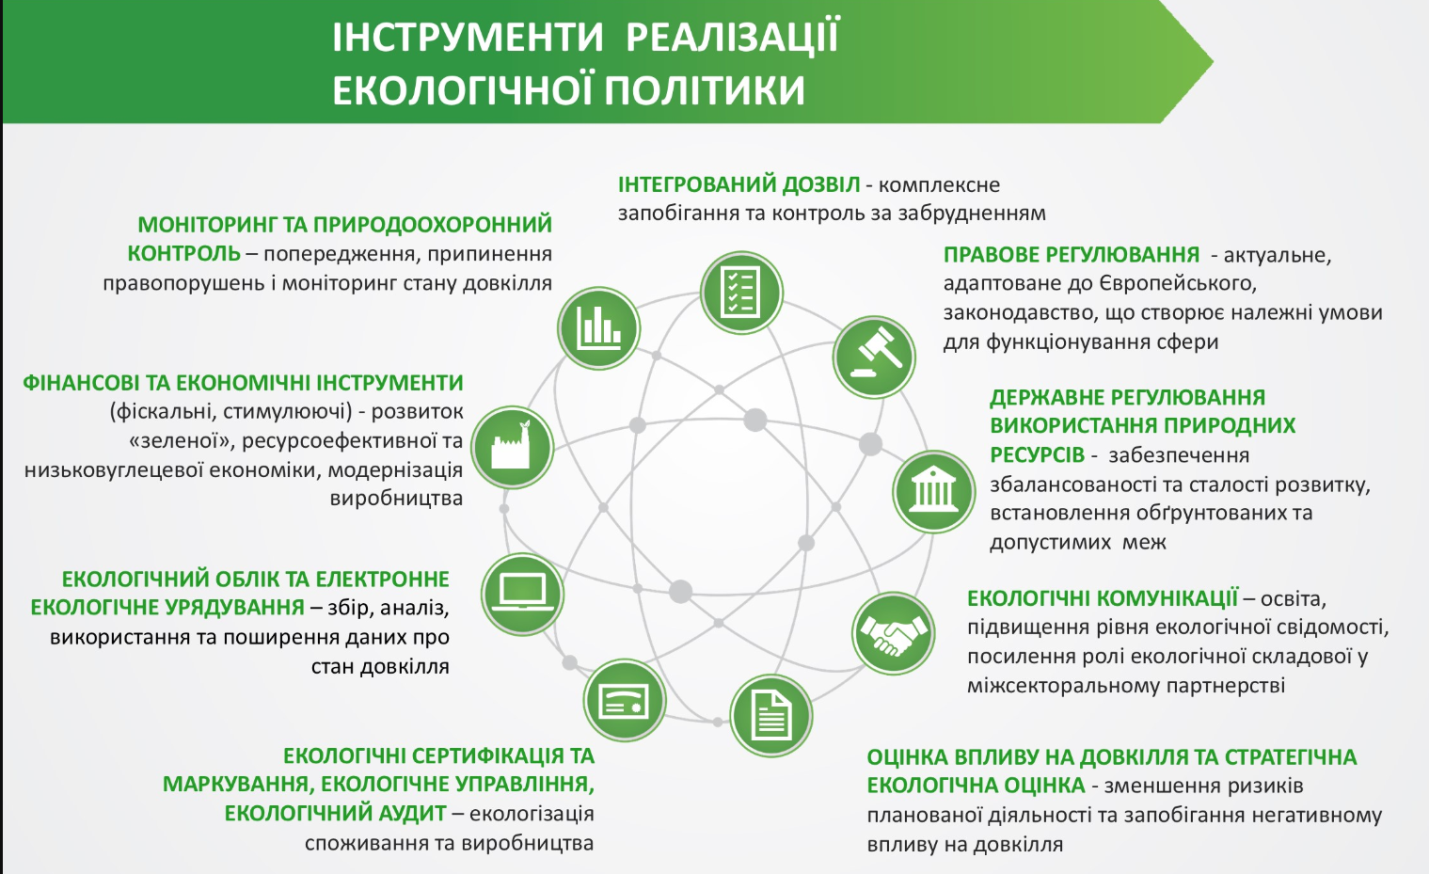 ІНСТРУМЕНТИ РЕАЛІЗАЦІЇ
ЕКОЛОГІЧНОЇ ПОЛІТИКИ
ІНТЕГРОВАНИЙ ДОЗВІЛ - комплексне
запобігання та контроль за забрудненням
ПРАВОВЕ РЕГУЛЮВАННЯ - актуальне,
адаптоване до Європейського,
законодавство, що створює належні умови
для функціонування сфери
ДЕРЖАВНЕ РЕГУЛЮВАННЯ
ВИКОРИСТАННЯ ПРИРОДНИХ
РЕСУРСІВ - забезпечення
збалансованості та сталості розвитку,
встановлення обґрунтованих та
допустимих меж
ЕКОЛОГІЧНІ КОМУНІКАЦІЇ – освіта,
підвищення рівня екологічної свідомості,
посилення ролі екологічної складової у
міжсекторальному партнерстві
ОЦІНКА ВПЛИВУ НА ДОВКІЛЛЯ ТА СТРАТЕГІЧНА
ЕКОЛОГІЧНА ОЦІНКА - зменшення ризиків
планованої діяльності та запобігання негативному
впливу на довкілля
ЕКОЛОГІЧНІ СЕРТИФІКАЦІЯ ТА
МАРКУВАННЯ, ЕКОЛОГІЧНЕ УПРАВЛІННЯ,
ЕКОЛОГІЧНИЙ АУДИТ – екологізація
споживання та виробництва
ЕКОЛОГІЧНИЙ ОБЛІК ТА ЕЛЕКТРОННЕ
ЕКОЛОГІЧНЕ УРЯДУВАННЯ – збір, аналіз,
використання та поширення даних про
стан довкілля
ФІНАНСОВІ ТА ЕКОНОМІЧНІ ІНСТРУМЕНТИ
(фіскальні, стимулюючі) - розвиток
«зеленої», ресурсоефективної та
низьковуглецевої економіки, модернізація
виробництва
МОНІТОРИНГ ТА ПРИРОДООХОРОННИЙ
КОНТРОЛЬ – попередження, припинення
правопорушень і моніторинг стану довкілля